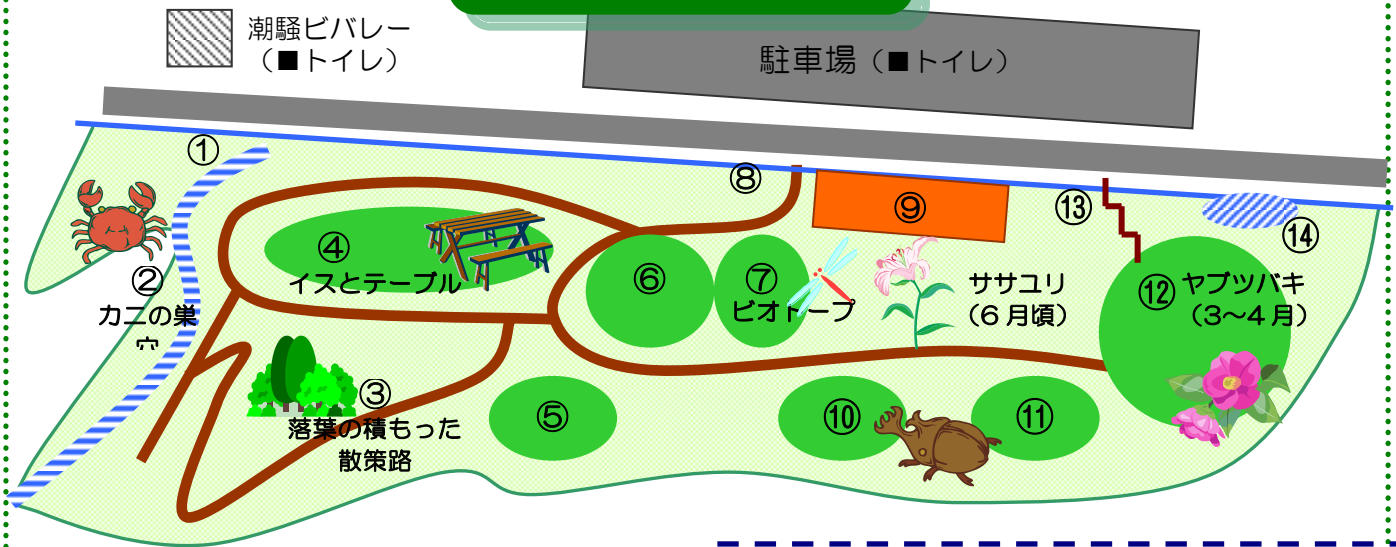 潮騒ビバレー
（■トイレ）
駐車場（■トイレ）
①
⑧
⑨
⑬
⑭
④
イスとテーブル
⑥
⑦
ビオトープ
ササユリ
（6月頃）
⑫
ヤブツバキ
（3～4月）
②
カニの巣
穴
③
落葉の積もった
散策路
⑤
⑩
⑪